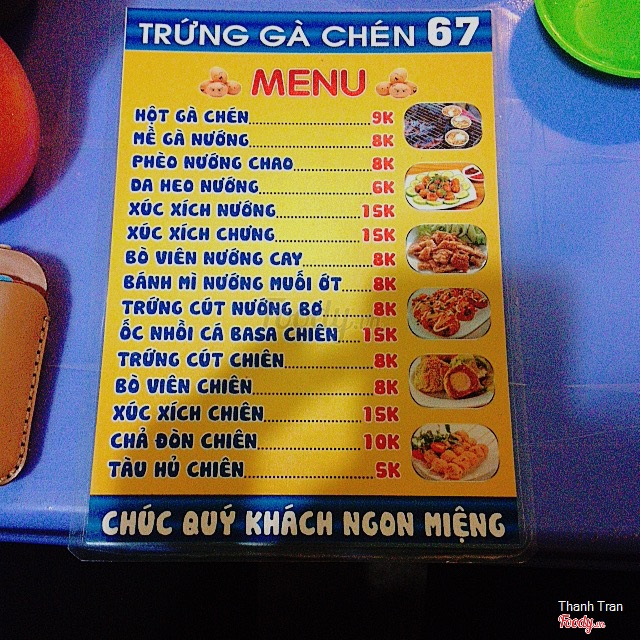 TRỨNG GÀ CHÉN 67
MENU
HỘT GÀ CHÉN 9K
MỀ GÀ NƯỚNG 8K
PHÈO NƯỚNG CHAO 8K
DA HEO NƯỚNG 6K
XÚC XÍCH NƯỚNG 15K
XÚC XÍCH CHƯNG 15K
BÒ VIÊN NƯỚNG CAY 8K
BÁNH MÌ NƯỚNG MUỐI ỚT 8K
TRỨNG CÚT NƯỚNG BƠ 8K
ỐC NHỒI CÁ BASA CHIÊN 15K
TRỨNG CÚT CHIÊN 8K
BÒ VIÊN CHIÊN 8K
XÚC XÍCH CHIÊN 15K
CHẢ ĐÒN CHIÊN 10K
TÀU HỦ CHIÊN 5K
CHÚC QUÝ KHÁCH NGON MIỆNG
Thanh Tran
Foody.vn